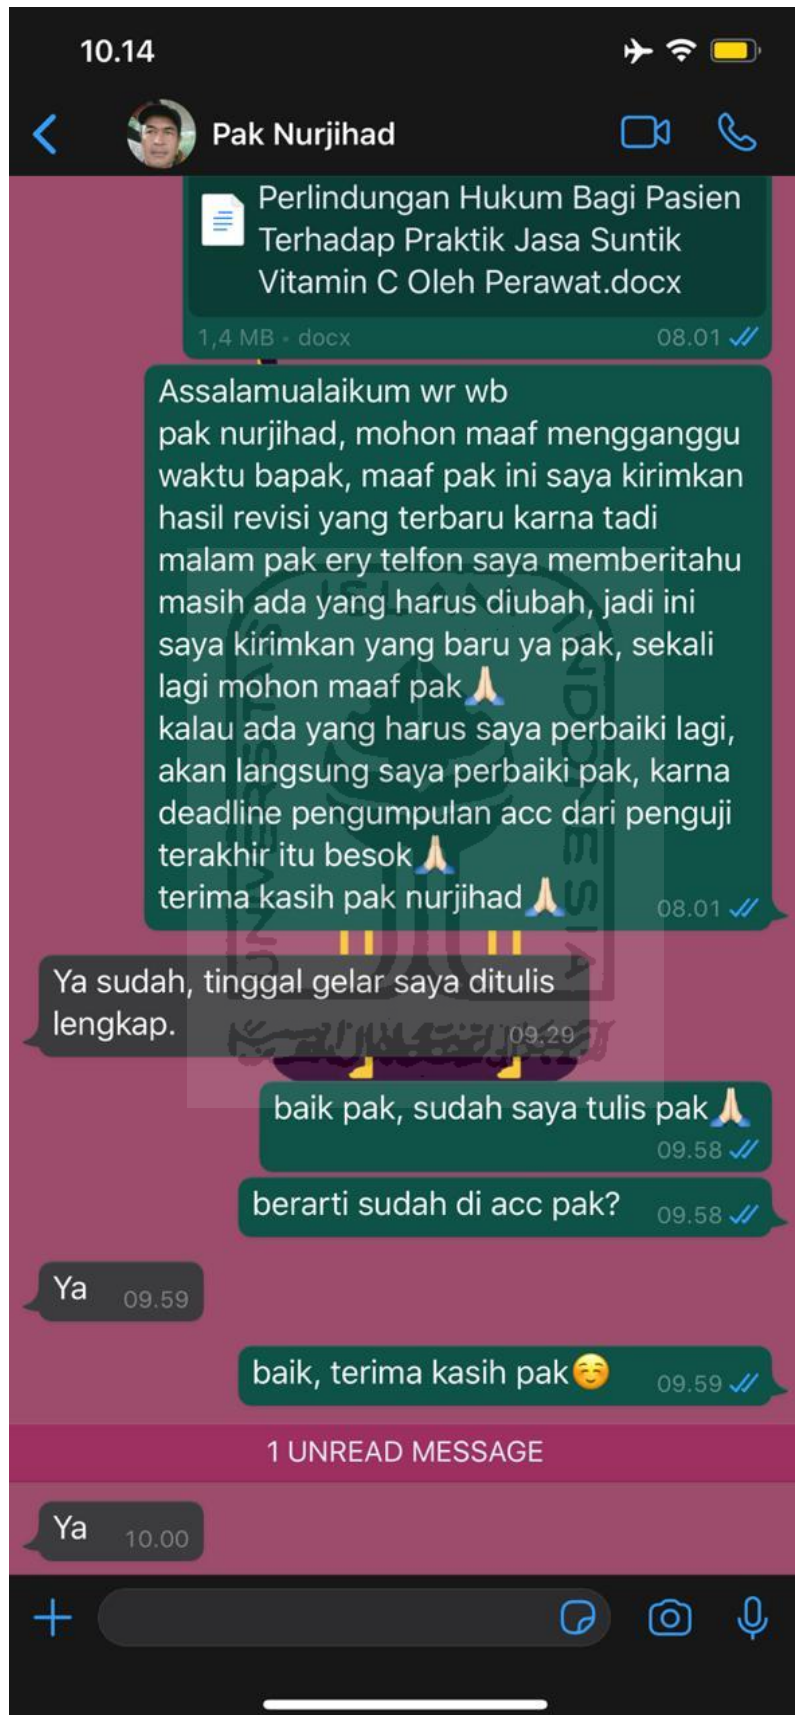 10.14
Pak Nurjihad
Perlindungan Hukum Bagi Pasien
Terhadap Praktik Jasa Suntik
Vitamin C Oleh Perawat.docx
1,4 MB • docx 08.01
Assalamualaikum wr wb
pak nurjihad, mohon maaf mengganggu
waktu bapak, maaf pak ini saya kirimkan
hasil revisi yang terbaru karna tadi
malam pak ery telfon saya memberitahu
masih ada yang harus diubah, jadi ini
saya kirimkan yang baru ya pak, sekali
lagi mohon maaf pak🙏🏻
kalau ada yang harus saya perbaiki lagi,
akan langsung saya perbaiki pak, karna
deadline pengumpulan acc dari penguji
terakhir itu besok🙏🏻
terima kasih pak nurjihad🙏🏻 08.01
UNIVERSITAS
ISLAM
INDONESIA
Ya sudah, tinggal gelar saya ditulis
lengkap. 09.29
baik pak, sudah saya tulis pak🙏🏻
09.58
berarti sudah di acc pak? 09.58
Ya 09.59
baik, terima kasih pak☺️ 09.59
1 UNREAD MESSAGE
Ya 10.00